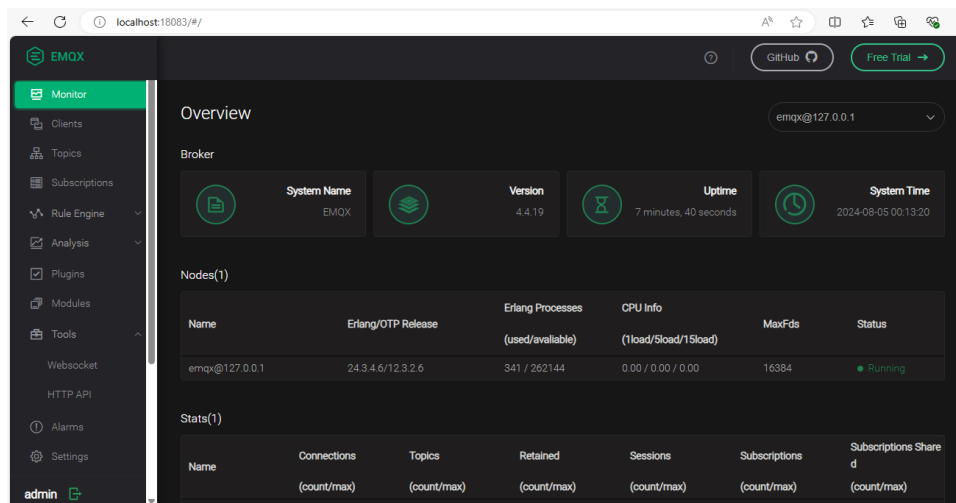 localhost:18083/#/
EMQX
GitHub
Free Trial →
Monitor
Clients
Topics
Subscriptions
Rule Engine
Analysis
Plugins
Modules
Tools
Websocket
HTTP API
Alarms
Settings
admin
Overview
emqx@127.0.0.1
Broker
System Name
EMQX
Version
4.4.19
Uptime
7 minutes, 40 seconds
System Time
2024-08-05 00:13:20
Nodes(1)
Name Erlang/OTP Release Erlang Processes (used/avaliable) CPU Info (1load/5load/15load) MaxFds Status
emqx@127.0.0.1 24.3.4.6/12.3.2.6 341 / 262144 0.00 / 0.00 / 0.00 16384 Running
Stats(1)
Name Connections (count/max) Topics (count/max) Retained (count/max) Sessions (count/max) Subscriptions (count/max) Subscriptions Share
d
(count/max)